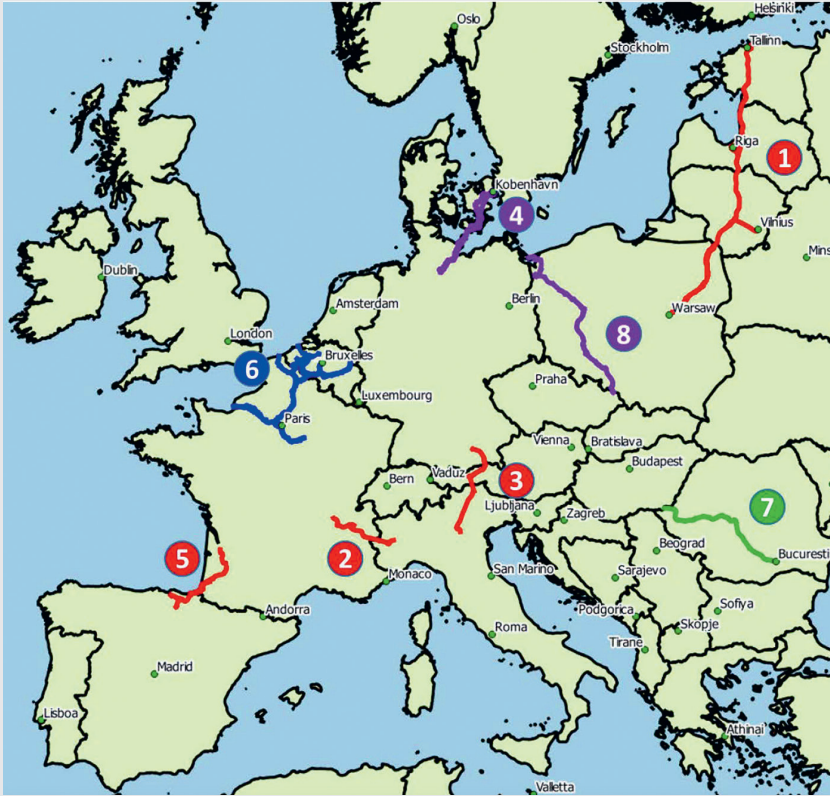 Helsinki
Oslo
Tallinn
Stockholm
Riga
1
Kobenhavn
4
Vilnius
Mins
Dublin
Amsterdam
Berlin
Warsaw
London
8
Bruxelles
6
Praha
Luxembourg
Paris
Vienna
Bratislava
Budapest
Bern
Vaduz
3
7
Ljubljana
Zagreb
Beograd
5
2
Bucuresti
Monaco
San Marino
Sarajevo
Andorra
Podgorica
Sofiya
Roma
Skopje
Tirane
Madrid
Lisboa
Athinai
Valletta